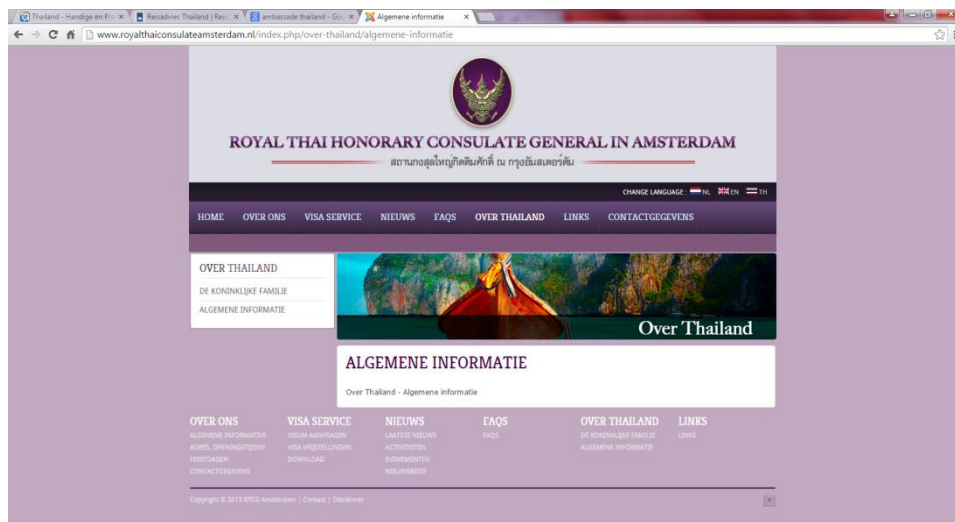 Thailand - Handige en Pr
Reisadvies Thailand | Reis
ambassade thailand - Go
Algemene informatie
www.royalthaiconsulateamsterdam.nl/index.php/over-thailand/algemene-informatie
ROYAL THAI HONORARY CONSULATE GENERAL IN AMSTERDAM
สถานกงสุลใหญ่กิตติมศักดิ์ ณ กรุงอัมสเตอร์ดัม
CHANGE LANGUAGE : NL EN TH
HOME OVER ONS VISA SERVICE NIEUWS FAQS OVER THAILAND LINKS CONTACTGEGEVENS
OVER THAILAND
DE KONINKLIJKE FAMILIE
ALGEMENE INFORMATIE
Over Thailand
ALGEMENE INFORMATIE
Over Thailand - Algemene informatie
OVER ONS VISA SERVICE NIEUWS FAQS OVER THAILAND LINKS
ALGEMENE INFORMATIVE VISUM AANVRAGEN LAATSTE NIEUWS FAQS DE KONINKLIJKE FAMILIE LINKS
ADRES, OPENINGSTIJDEN VISA VRIJSTELLINGEN ACTIVITEITEN ALGEMENE INFORMATIE
FEESTDAGEN DOWNLOAD EVENEMENTEN
CONTACTGEGEVENS NIEUWSBRIEF
Copyright © 2013 RTCG Amsterdam | Contact | Disclaimer